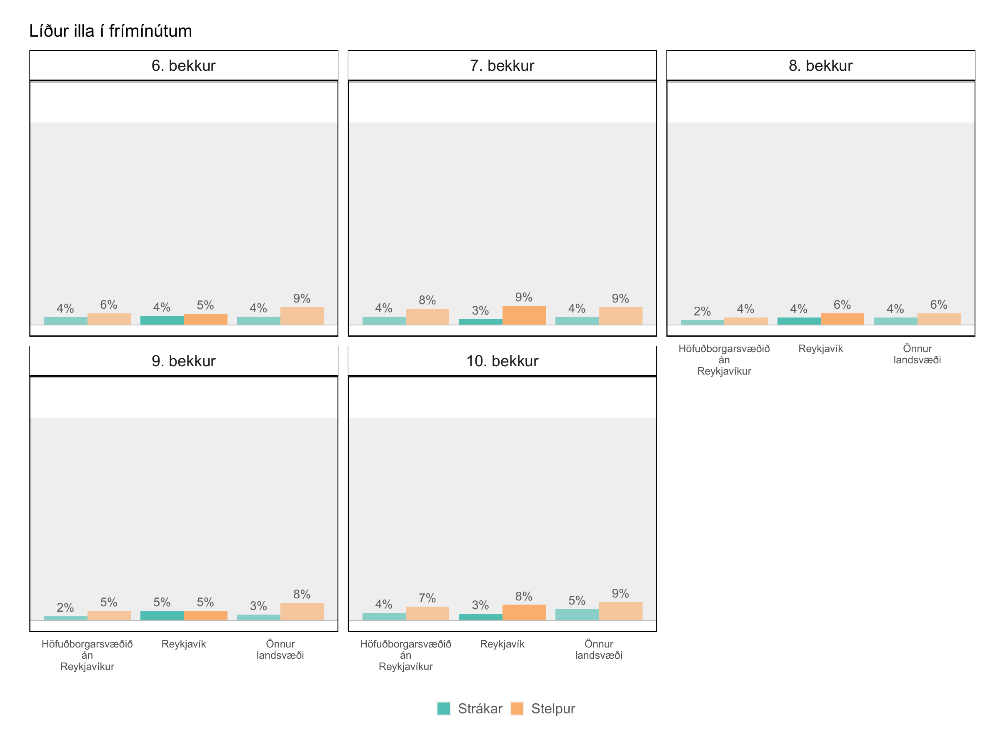 Líður illa í frímínútum
6. bekkur
7. bekkur
8. bekkur
4% 6% 4% 5% 4% 9%
4% 8% 3% 9% 4% 9%
2% 4% 4% 6% 4% 6%
Höfuðborgarsvæðið
án
Reykjavíkur
Reykjavík
Önnur
landsvæði
9. bekkur
10. bekkur
2% 5% 5% 5% 3% 8%
4% 7% 3% 8% 5% 9%
Höfuðborgarsvæðið
án
Reykjavíkur
Reykjavík
Önnur
landsvæði
Höfuðborgarsvæðið
án
Reykjavíkur
Reykjavík
Önnur
landsvæði
Strákar Stelpur